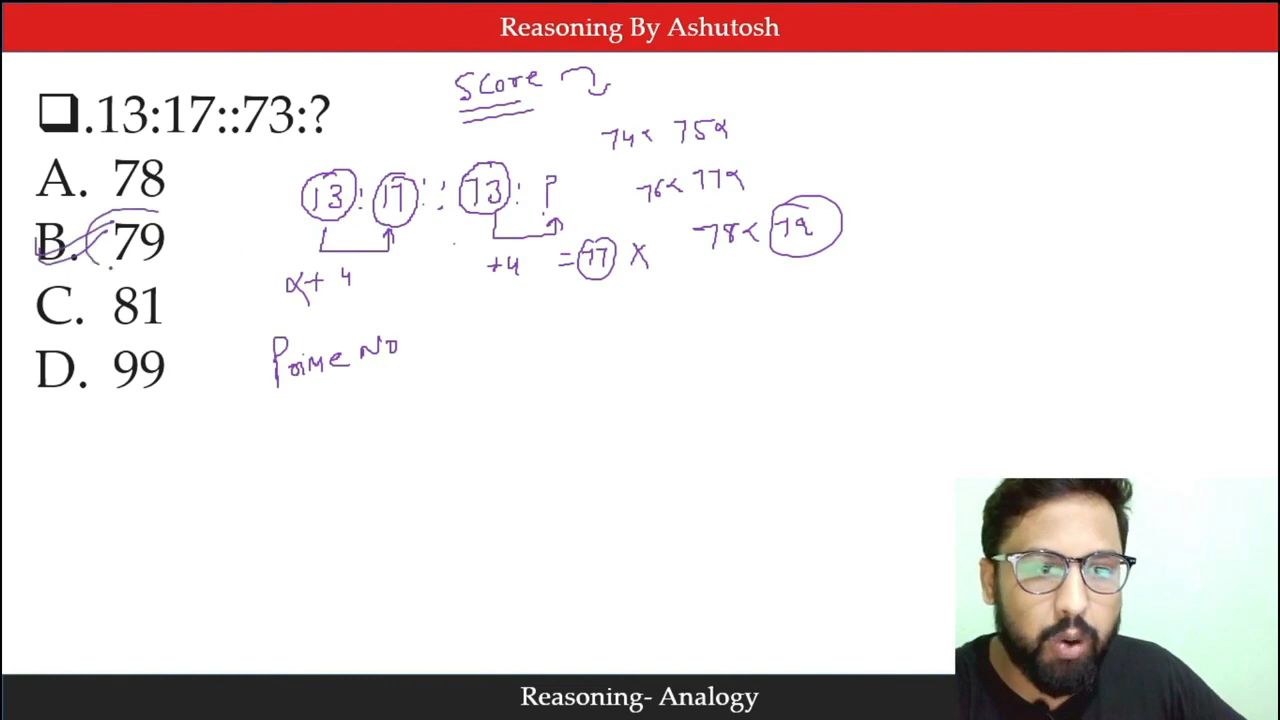 Reasoning By Ashutosh
.13:17::73:?
A. 78
B. 79
C. 81
D. 99
Score
13 : 17 :: 73 : ?
+ 4
+4 = 77 X
74× 75×
76× 77×
78× 79
Prime No
Reasoning- Analogy